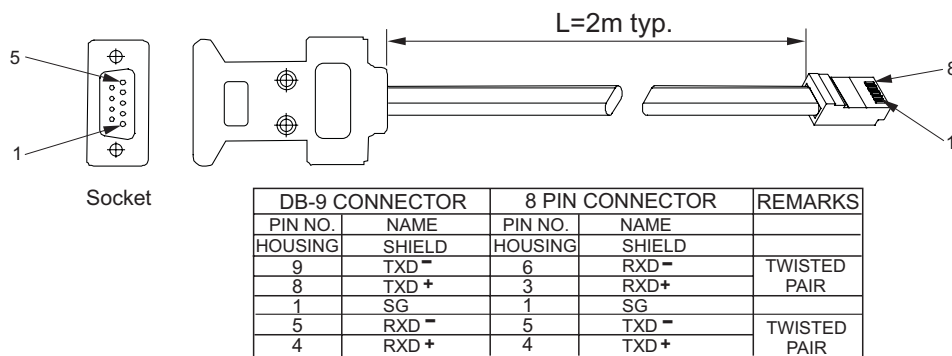 L=2m typ.
5
8
1
1
Socket
DB-9 CONNECTOR 8 PIN CONNECTOR REMARKS
PIN NO. NAME PIN NO. NAME
HOUSING SHIELD HOUSING SHIELD
9 TXD- 6 RXD- TWISTED
8 TXD+ 3 RXD+ PAIR
1 SG 1 SG
5 RXD- 5 TXD- TWISTED
4 RXD+ 4 TXD+ PAIR